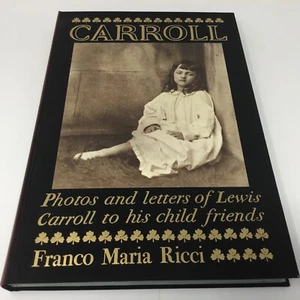 CARROLL
Photos and letters of Lewis
Carroll to his child friends
Franco Maria Ricci